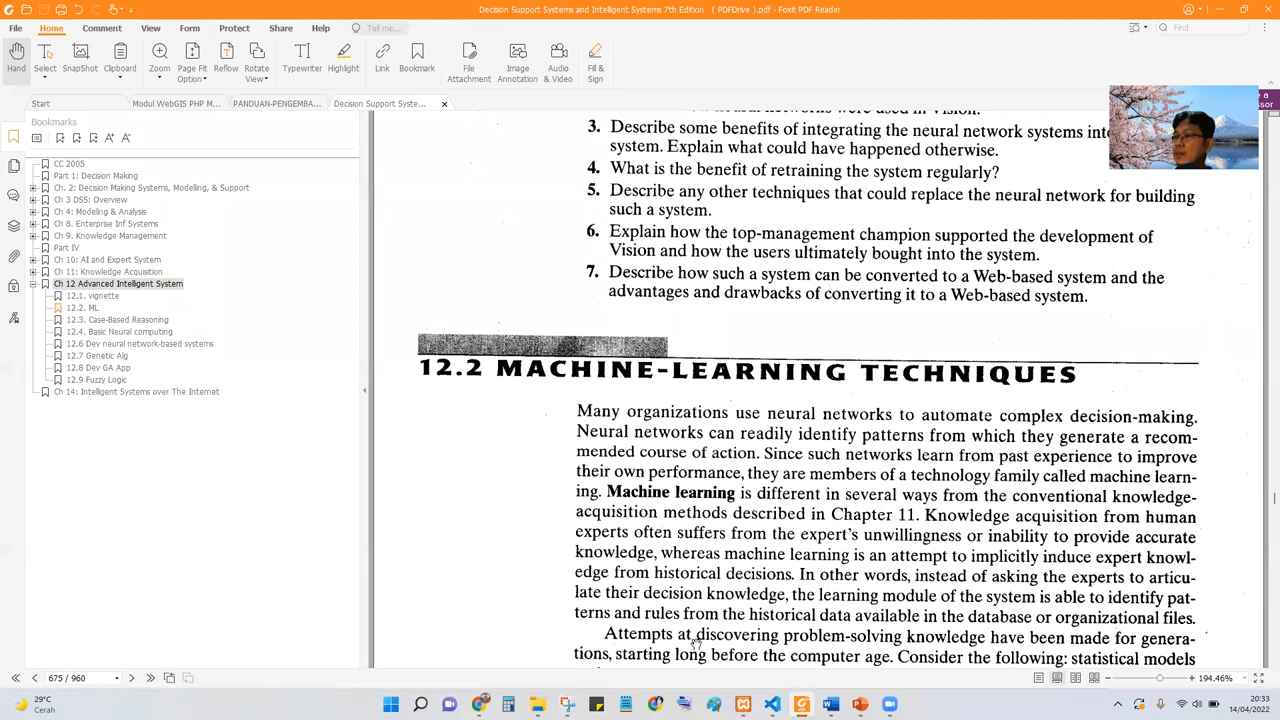 Decision Support Systems and Intelligent Systems 7th Edition ( PDFDrive ).pdf - Foxit PDF Reader
File Home Comment View Form Protect Share Help Tell me... Find
Hand Select SnapShot Clipboard Zoom Page Fit Option Reflow Rotate View Typewriter Highlight Link Bookmark File Attachment Image Annotation Audio & Video Fill & Sign
Start Modul WebGIS PHP M... PANDUAN-PENGEMBA... Decision Support Syste...
Bookmarks
CC 2005
Part 1: Decision Making
Ch. 2: Decision Making Systems, Modelling, & Support
Ch 3 DSS: Overview
Ch 4: Modeling & Analysis
Ch 8. Enterprise Inf Systems
Ch 9. Knowledge Management
Part IV
Ch 10: AI and Expert System
Ch 11: Knowledge Acquisition
Ch 12 Advanced Intelligent System
12.1. vignette
12.2. ML
12.3. Case-Based Reasoning
12.4. Basic Neural computing
12.6 Dev neural network-based systems
12.7 Genetic Alg
12.8 Dev GA App
12.9 Fuzzy Logic
Ch 14: Intelligent Systems over The Internet
networks were used in Vision.
3. Describe some benefits of integrating the neural network systems
system. Explain what could have happened otherwise.
4. What is the benefit of retraining the system regularly?
5. Describe any other techniques that could replace the neural network for building
such a system.
6. Explain how the top-management champion supported the development of
Vision and how the users ultimately bought into the system.
7. Describe how such a system can be converted to a Web-based system and the
advantages and drawbacks of converting it to a Web-based system.
12.2 MACHINE-LEARNING TECHNIQUES
Many organizations use neural networks to automate complex decision-making.
Neural networks can readily identify patterns from which they generate a recom-
mended course of action. Since such networks learn from past experience to improve
their own performance, they are members of a technology family called machine learn-
ing. Machine learning is different in several ways from the conventional knowledge-
acquisition methods described in Chapter 11. Knowledge acquisition from human
experts often suffers from the expert's unwillingness or inability to provide accurate
knowledge, whereas machine learning is an attempt to implicitly induce expert knowl-
edge from historical decisions. In other words, instead of asking the experts to articu-
late their decision knowledge, the learning module of the system is able to identify pat-
terns and rules from the historical data available in the database or organizational files.
Attempts at discovering problem-solving knowledge have been made for genera-
tions, starting long before the computer age. Consider the following: statistical models
675 / 960 194.46%
29°C
Cerah
20:33
14/04/2022